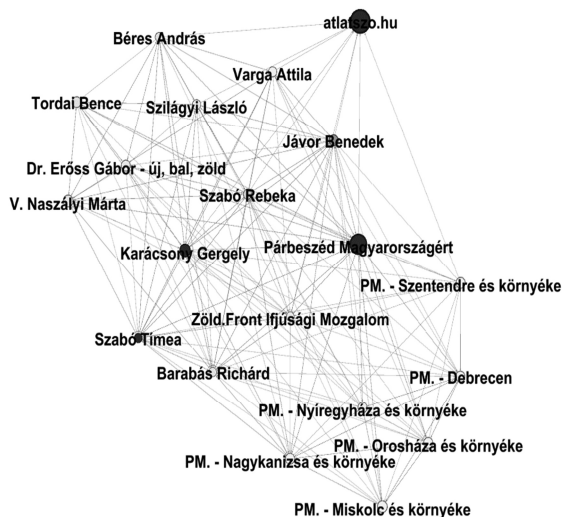 atlatszo.hu
Béres András
Varga Attila
Tordai Bence
Szilágyi László
Jávor Benedek
Dr. Erőss Gábor - új, bal, zöld
Szabó Rebeka
V. Naszályi Márta
Karácsony Gergely
Párbeszéd Magyarországért
PM. - Szentendre és környéke
Zöld.Front Ifjúsági Mozgalom
Szabó Tímea
Barabás Richárd
PM. - Debrecen
PM. - Nyíregyháza és környéke
PM. - Orosháza és környéke
PM. - Nagykanizsa és környéke
PM. - Miskolc és környéke